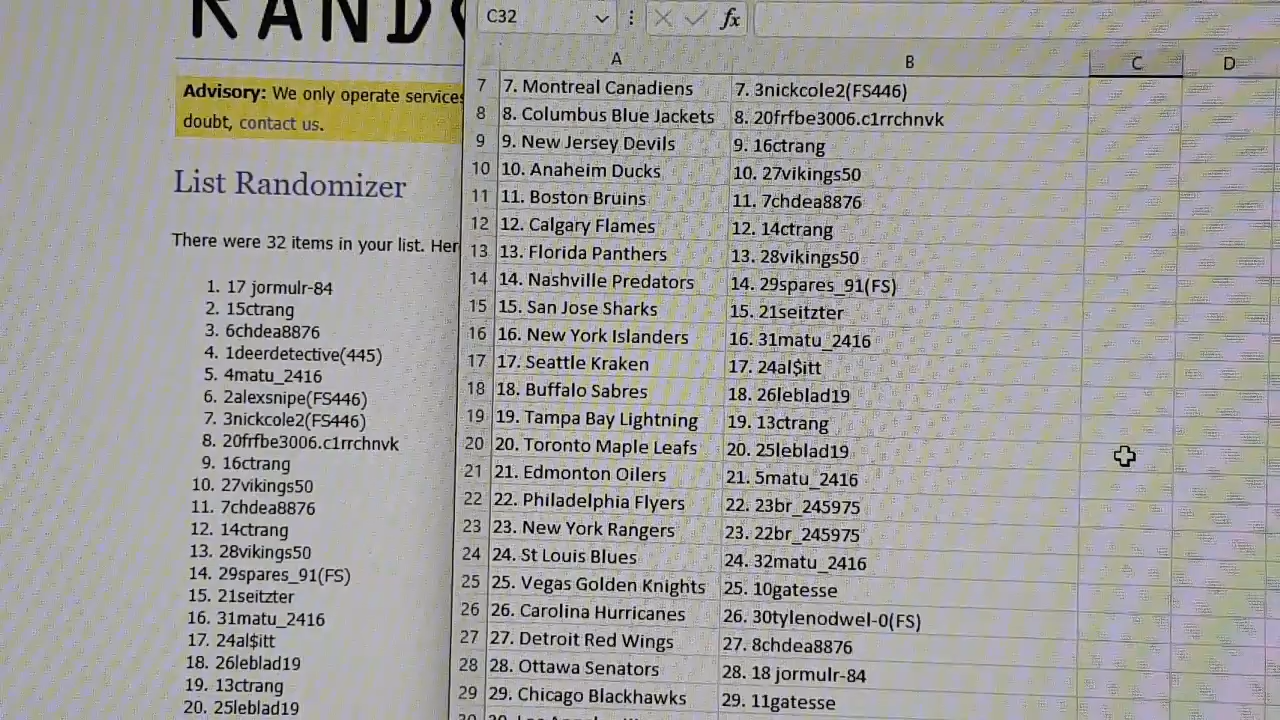 RANDO
Advisory: We only operate services
doubt, contact us.
List Randomizer
There were 32 items in your list. Her
1. 17 jormulr-84
2. 15ctrang
3. 6chdea8876
4. 1deerdetective(445)
5. 4matu_2416
6. 2alexsnipe(FS446)
7. 3nickcole2(FS446)
8. 20frfbe3006.c1rrchnvk
9. 16ctrang
10. 27vikings50
11. 7chdea8876
12. 14ctrang
13. 28vikings50
14. 29spares_91(FS)
15. 21seitzter
16. 31matu_2416
17. 24al$itt
18. 26leblad19
19. 13ctrang
20. 25leblad19
C32 fx
A B C D
7 7. Montreal Canadiens 7. 3nickcole2(FS446)
8 8. Columbus Blue Jackets 8. 20frfbe3006.c1rrchnvk
9 9. New Jersey Devils 9. 16ctrang
10 10. Anaheim Ducks 10. 27vikings50
11 11. Boston Bruins 11. 7chdea8876
12 12. Calgary Flames 12. 14ctrang
13 13. Florida Panthers 13. 28vikings50
14 14. Nashville Predators 14. 29spares_91(FS)
15 15. San Jose Sharks 15. 21seitzter
16 16. New York Islanders 16. 31matu_2416
17 17. Seattle Kraken 17. 24al$itt
18 18. Buffalo Sabres 18. 26leblad19
19 19. Tampa Bay Lightning 19. 13ctrang
20 20. Toronto Maple Leafs 20. 25leblad19
21 21. Edmonton Oilers 21. 5matu_2416
22 22. Philadelphia Flyers 22. 23br_245975
23 23. New York Rangers 23. 22br_245975
24 24. St Louis Blues 24. 32matu_2416
25 25. Vegas Golden Knights 25. 10gatesse
26 26. Carolina Hurricanes 26. 30tylenodwel-0(FS)
27 27. Detroit Red Wings 27. 8chdea8876
28 28. Ottawa Senators 28. 18 jormulr-84
29 29. Chicago Blackhawks 29. 11gatesse